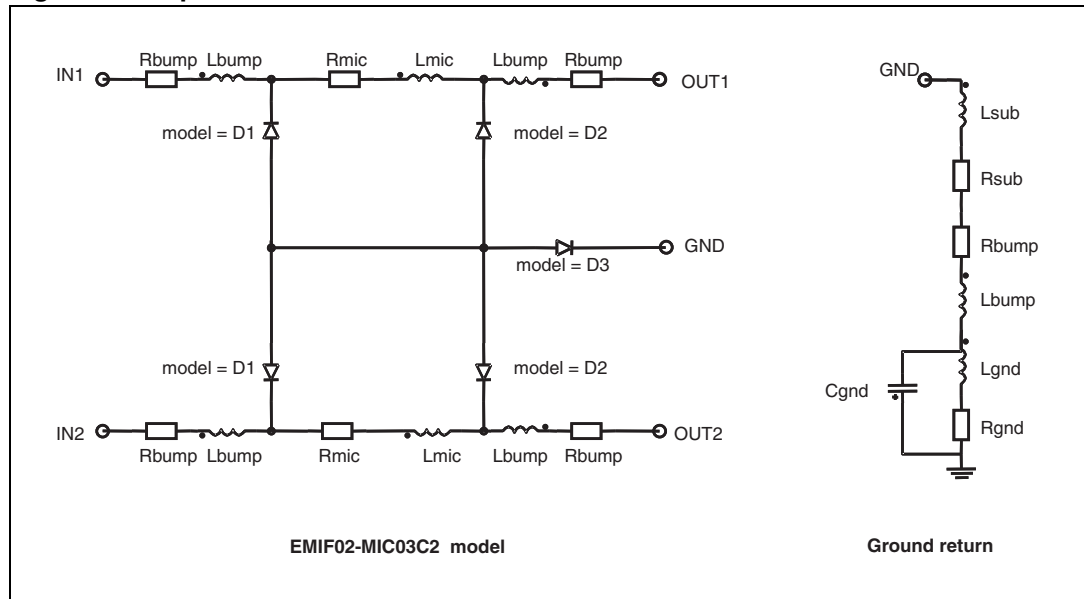 Rbump Lbump Rmic Lmic Lbump Rbump
IN1 OUT1
model = D1 model = D2
GND
model = D3
model = D1 model = D2
IN2 OUT2
Rbump Lbump Rmic Lmic Lbump Rbump
EMIF02-MIC03C2 model
GND
Lsub
Rsub
Rbump
Lbump
Lgnd
Cgnd
Rgnd
Ground return